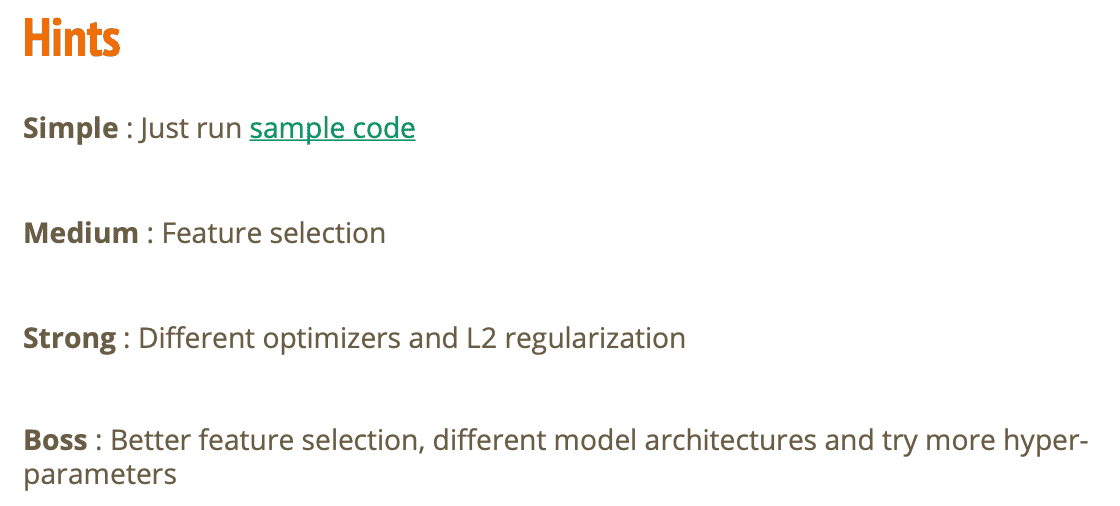 Hints
Simple : Just run sample code
Medium : Feature selection
Strong : Different optimizers and L2 regularization
Boss : Better feature selection, different model architectures and try more hyper-
parameters